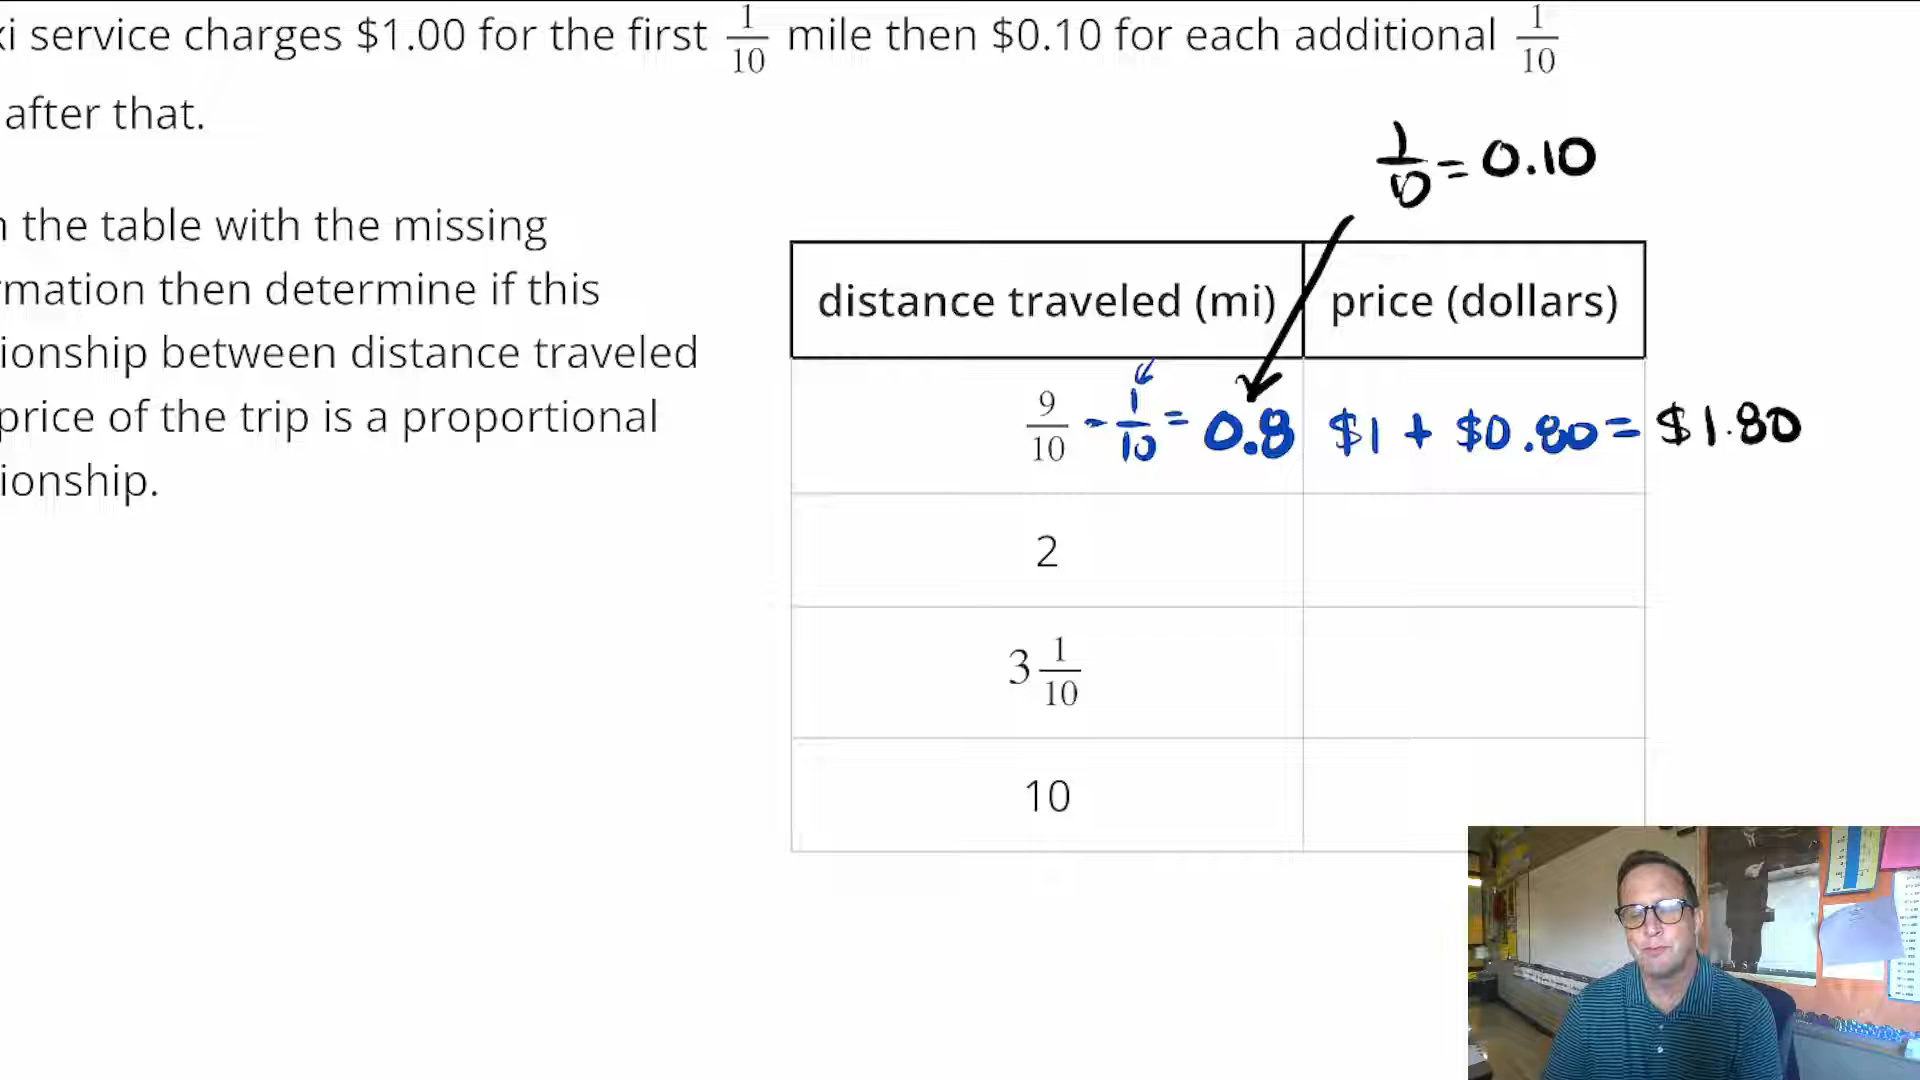 xi service charges $1.00 for the first 1/10 mile then $0.10 for each additional 1/10
after that.
1/10 = 0.10
n the table with the missing
rmation then determine if this
ionship between distance traveled
price of the trip is a proportional
ionship.
distance traveled (mi) price (dollars)
9/10 - 1/10 = 0.8 $1 + $0.80 = $1.80
2
3 1/10
10